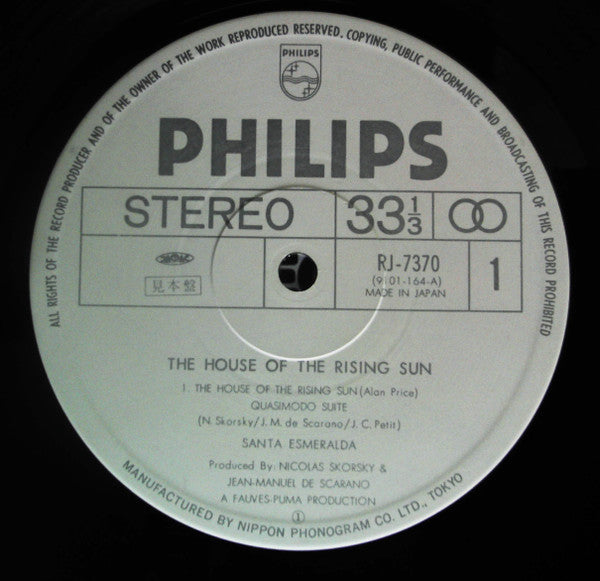 ALL RIGHTS OF THE RECORD PRODUCER AND OF THE OWNER OF THE WORK REPRODUCED RESERVED. COPYING, PUBLIC PERFORMANCE AND BROADCASTING OF THIS RECORD PROHIBITED
PHILIPS
PHILIPS
STEREO 33 1/3
RJ-7370
(9101-164-A)
MADE IN JAPAN
1
見本盤
THE HOUSE OF THE RISING SUN
1. THE HOUSE OF THE RISING SUN (Alan Price)
QUASIMODO SUITE
(N. Skorsky/J. M. de Scarano/J. C. Petit)
SANTA ESMERALDA
Produced By: NICOLAS SKORSKY &
JEAN-MANUEL DE SCARANO
A FAUVES-PUMA PRODUCTION
①
MANUFACTURED BY NIPPON PHONOGRAM CO. LTD., TOKYO